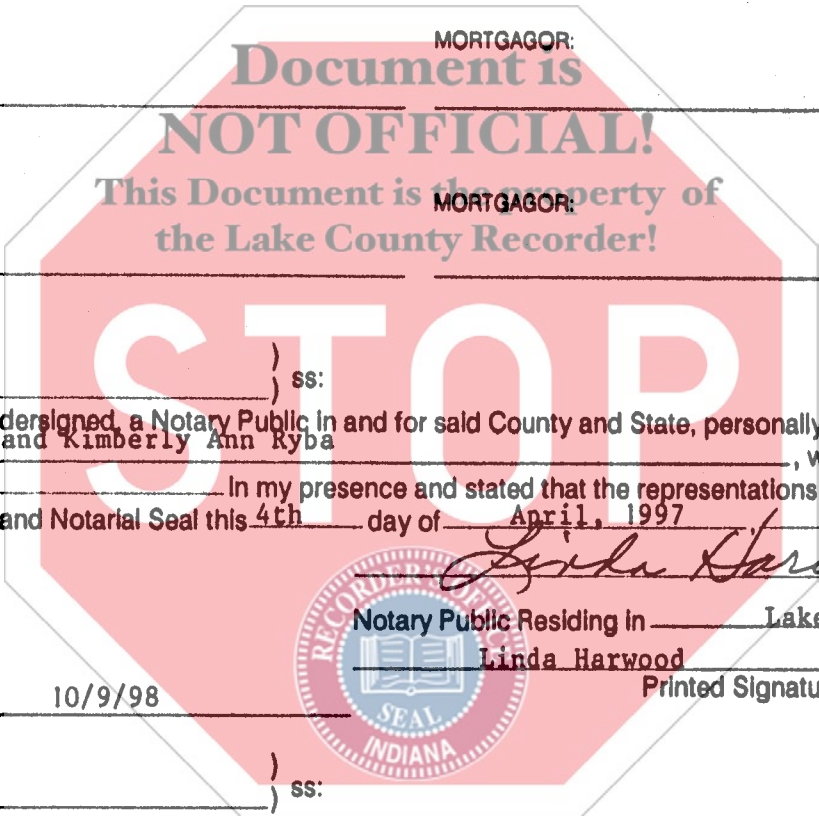 MORTGAGOR:
Document is
NOT OFFICIAL!
This Document is the property of
MORTGAGOR:
the Lake County Recorder!
STOP
) ss:
)
dersigned, a Notary Public in and for said County and State, personally
and Kimberly Ann Ryba
, w
In my presence and stated that the representations
and Notarial Seal this 4th day of April, 1997
Linda Har
RECORDER'S OFFICE
Notary Public Residing in Lake
Linda Harwood
Printed Signatu
10/9/98
SEAL
INDIANA
) ss:
)